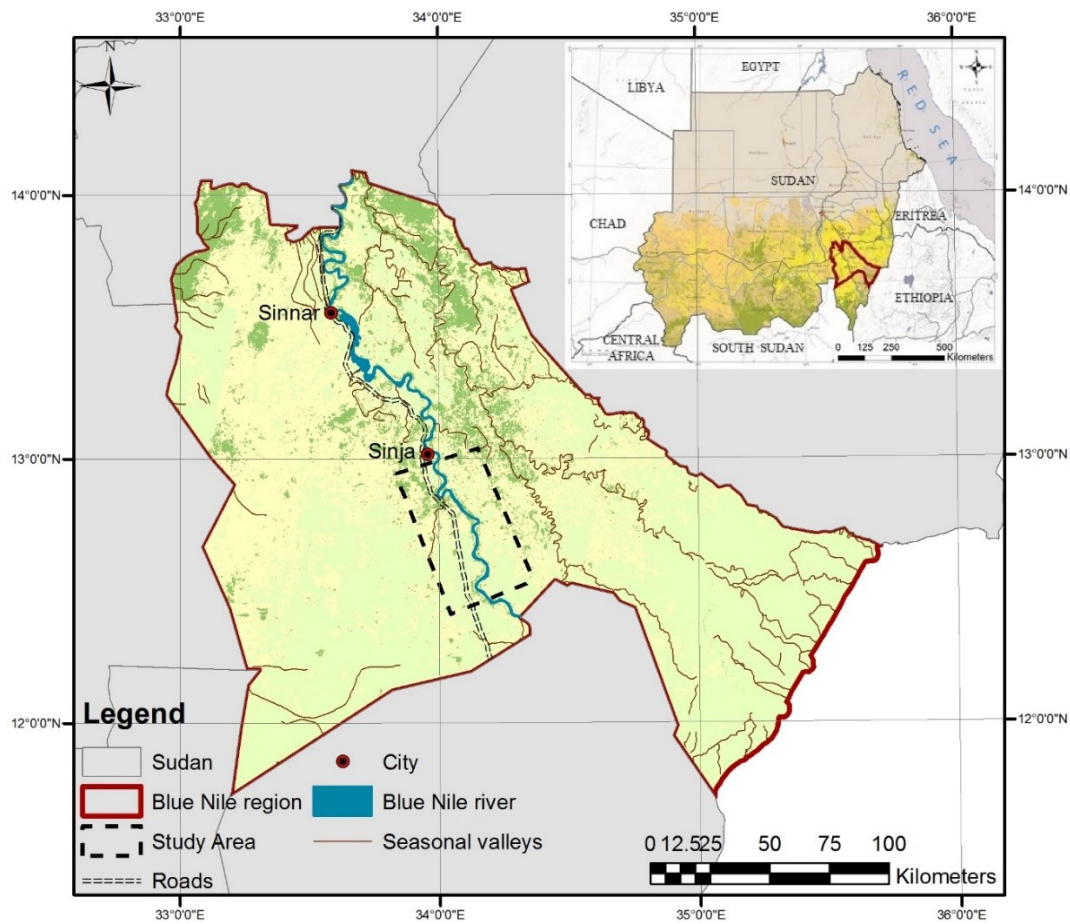 33°0'0"E
34°0'0"E
35°0'0"E
36°0'0"E
N
EGYPT
LIBYA
RED SEA
SUDAN
CHAD
ERITREA
ETHIOPIA
CENTRAL
AFRICA
SOUTH SUDAN
0 125 250 500
Kilometers
14°0'0"N
14°0'0"N
Sinnar
Sinja
13°0'0"N
13°0'0"N
12°0'0"N
12°0'0"N
Legend
Sudan
City
Blue Nile region
Blue Nile river
Study Area
Seasonal valleys
Roads
0 12.525 50 75 100
Kilometers
33°0'0"E
34°0'0"E
35°0'0"E
36°0'0"E